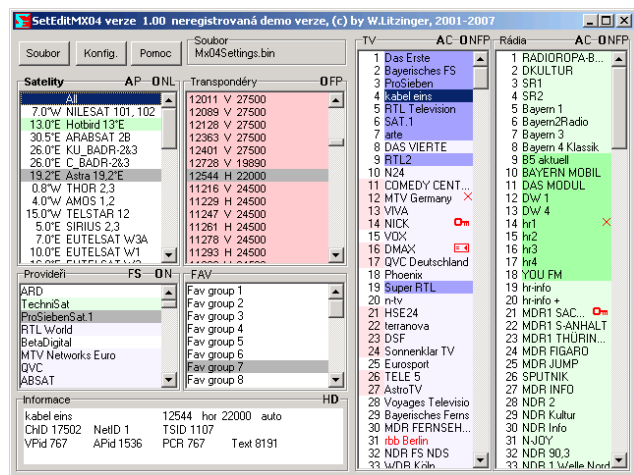 SetEditMX04 verze 1.00 neregistrovaná demo verze, (c) by W.Litzinger, 2001-2007
Soubor Konfig. Pomoc
Soubor
Mx04Settings.bin
Satelity AP ONL
All
7.0°W NILESAT 101, 102
13.0°E Hotbird 13°E
30.5°E ARABSAT 2B
26.0°E KU_BADR-2&3
26.0°E C_BADR-2&3
19.2°E Astra 19,2°E
0.8°W THOR 2,3
4.0°W AMOS 1,2
15.0°W TELSTAR 12
5.0°E SIRIUS 2,3
7.0°E EUTELSAT W3A
10.0°E EUTELSAT W1
Transpondéry OFP
12011 V 27500
12089 V 27500
12128 V 27500
12363 V 27500
12401 V 27500
12728 V 19890
12544 H 22000
11216 V 24500
11229 H 24500
11247 V 24500
11261 H 24500
11278 V 24500
11293 H 24500
Provideři FS ON
ARD
TechniSat
ProSiebenSat.1
RTL World
BetaDigital
MTV Networks Euro
QVC
ABSAT
FAV
Fav group 1
Fav group 2
Fav group 3
Fav group 4
Fav group 5
Fav group 6
Fav group 7
Fav group 8
Informace HD
kabel eins 12544 hor 22000 auto
ChID 17502 NetID 1 TSID 1107
VPid 767 APid 1536 PCR 767 Text 8191
TV AC ONFP
1 Das Erste
2 Bayerisches FS
3 ProSieben
4 kabel eins
5 RTL Television
6 SAT.1
7 arte
8 DAS VIERTE
9 RTL2
10 N24
11 COMEDY CENT...
12 MTV Germany
13 VIVA
14 NICK
15 VOX
16 DMAX
17 QVC Deutschland
18 Phoenix
19 Super RTL
20 n-tv
21 HSE24
22 terranova
23 DSF
24 Sonnenklar TV
25 Eurosport
26 TELE 5
27 AstroTV
28 Voyages Televisio
29 Bayerisches Ferns
30 MDR FERNSEH...
31 rbb Berlin
32 NDR FS NDS
33 WDR Köln
Rádia AC ONFP
1 RADIOROPA-B...
2 DKULTUR
3 SR1
4 SR2
5 Bayern 1
6 Bayern2Radio
7 Bayern 3
8 Bayern 4 Klassik
9 B5 aktuell
10 BAYERN MOBIL
11 DAS MODUL
12 DW 1
13 DW 4
14 hr1
15 hr2
16 hr3
17 hr4
18 YOU FM
19 hr-info
20 hr-info +
21 MDR1 SAC...
22 MDR1 S-ANHALT
23 MDR1 THÜRIN...
24 MDR FIGARO
25 MDR JUMP
26 SPUTNIK
27 MDR INFO
28 NDR 2
29 NDR Kultur
30 NDR Info
31 N-JOY
32 NDR 90,3
33 NDR 1 Welle Nord